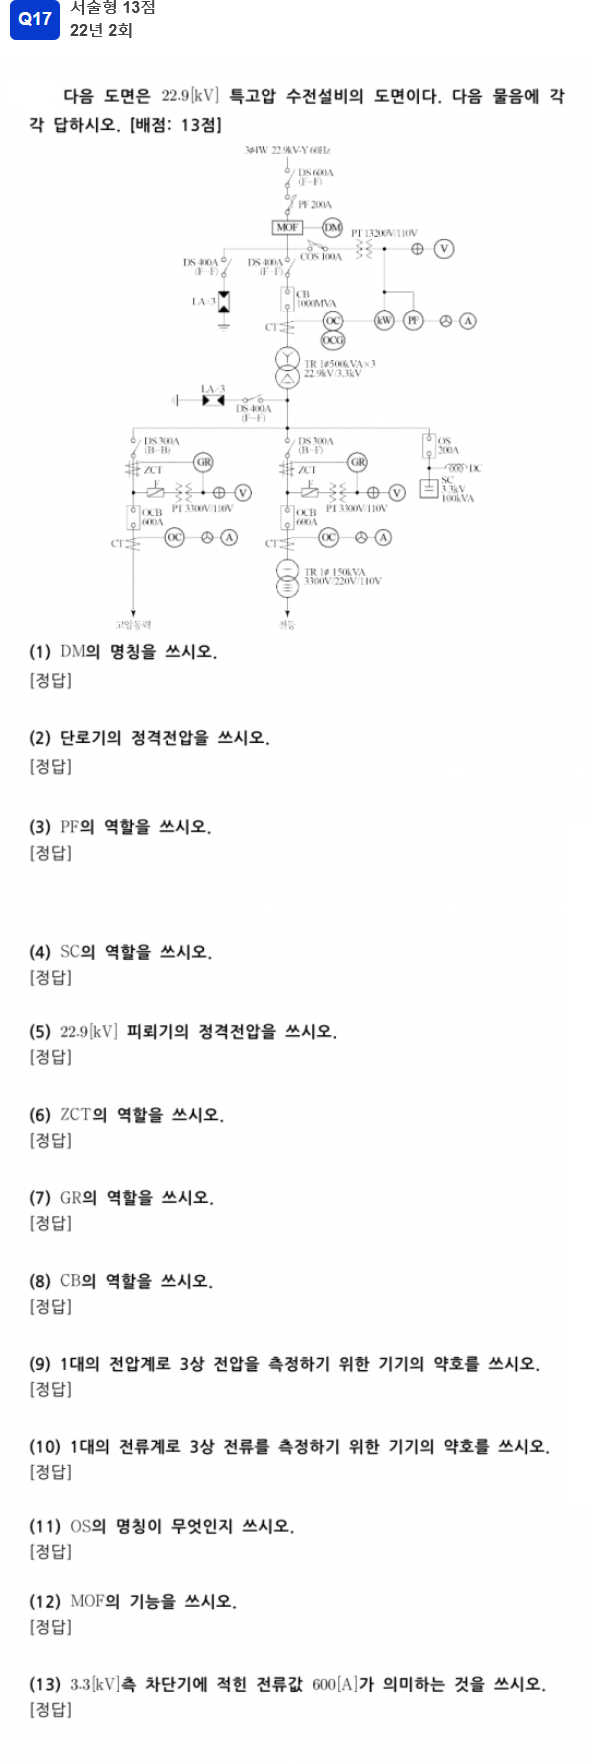 Q17
서술형 13점
22년 2회
다음 도면은 22.9[kV] 특고압 수전설비의 도면이다. 다음 물음에 각
각 답하시오. [배점: 13점]
3φ4W 22.9kV-Y 60Hz
DS 600A
(F-F)
PF 200A
MOF
DM
PT 13200V/110V
V
COS 100A
DS 400A
(F-F)
DS 400A
(F-F)
LA×3
CB
1000MVA
CT
OC
kW
PF
A
OCG
TR 1φ500kVA×3
22.9kV/3.3kV
LA×3
DS 400A
(F-F)
DS 300A
(B-B)
GR
ZCT
F
V
PT 3300V/110V
OCB
600A
CT
OC
A
DS 300A
(B-F)
GR
ZCT
F
V
PT 3300V/110V
OCB
600A
CT
OC
A
OS
200A
DC
SC
3.3kV
100kVA
TR 1φ 150kVA
3300V/220V/110V
고압동력
전등
(1) DM의 명칭을 쓰시오.
[정답]
(2) 단로기의 정격전압을 쓰시오.
[정답]
(3) PF의 역할을 쓰시오.
[정답]
(4) SC의 역할을 쓰시오.
[정답]
(5) 22.9[kV] 피뢰기의 정격전압을 쓰시오.
[정답]
(6) ZCT의 역할을 쓰시오.
[정답]
(7) GR의 역할을 쓰시오.
[정답]
(8) CB의 역할을 쓰시오.
[정답]
(9) 1대의 전압계로 3상 전압을 측정하기 위한 기기의 약호를 쓰시오.
[정답]
(10) 1대의 전류계로 3상 전류를 측정하기 위한 기기의 약호를 쓰시오.
[정답]
(11) OS의 명칭이 무엇인지 쓰시오.
[정답]
(12) MOF의 기능을 쓰시오.
[정답]
(13) 3.3[kV]측 차단기에 적힌 전류값 600[A]가 의미하는 것을 쓰시오.
[정답]